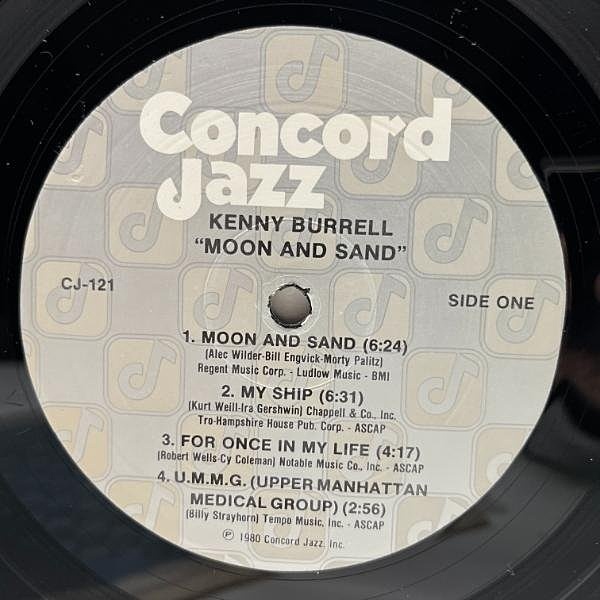 Concord
Jazz
KENNY BURRELL
"MOON AND SAND"
CJ-121
SIDE ONE
1. MOON AND SAND (6:24)
(Alec Wilder-Bill Engvick-Morty Palitz)
Regent Music Corp. - Ludlow Music - BMI
2. MY SHIP (6:31)
(Kurt Weill-Ira Gershwin) Chappell & Co., Inc.
Tro-Hampshire House Pub. Corp. - ASCAP
3. FOR ONCE IN MY LIFE (4:17)
(Robert Wells-Cy Coleman) Notable Music Co., Inc. - ASCAP
4. U.M.M.G. (UPPER MANHATTAN
MEDICAL GROUP) (2:56)
(Billy Strayhorn) Tempo Music, Inc. - ASCAP
℗ 1980 Concord Jazz, Inc.